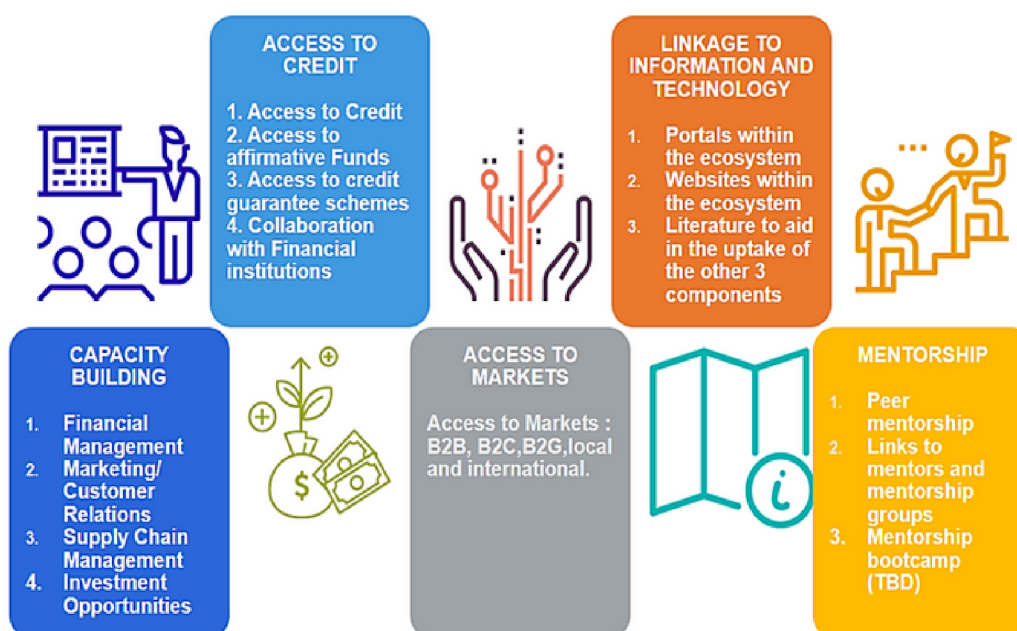 ACCESS TO
CREDIT
1. Access to Credit
2. Access to
affirmative Funds
3. Access to credit
guarantee schemes
4. Collaboration
with Financial
institutions
LINKAGE TO
INFORMATION AND
TECHNOLOGY
1. Portals within
the ecosystem
2. Websites within
the ecosystem
3. Literature to aid
in the uptake of
the other 3
components
CAPACITY
BUILDING
1. Financial
Management
2. Marketing/
Customer
Relations
3. Supply Chain
Management
4. Investment
Opportunities
$
ACCESS TO
MARKETS
Access to Markets :
B2B, B2C,B2G,local
and international.
i
MENTORSHIP
1. Peer
mentorship
2. Links to
mentors and
mentorship
groups
3. Mentorship
bootcamp
(TBD)